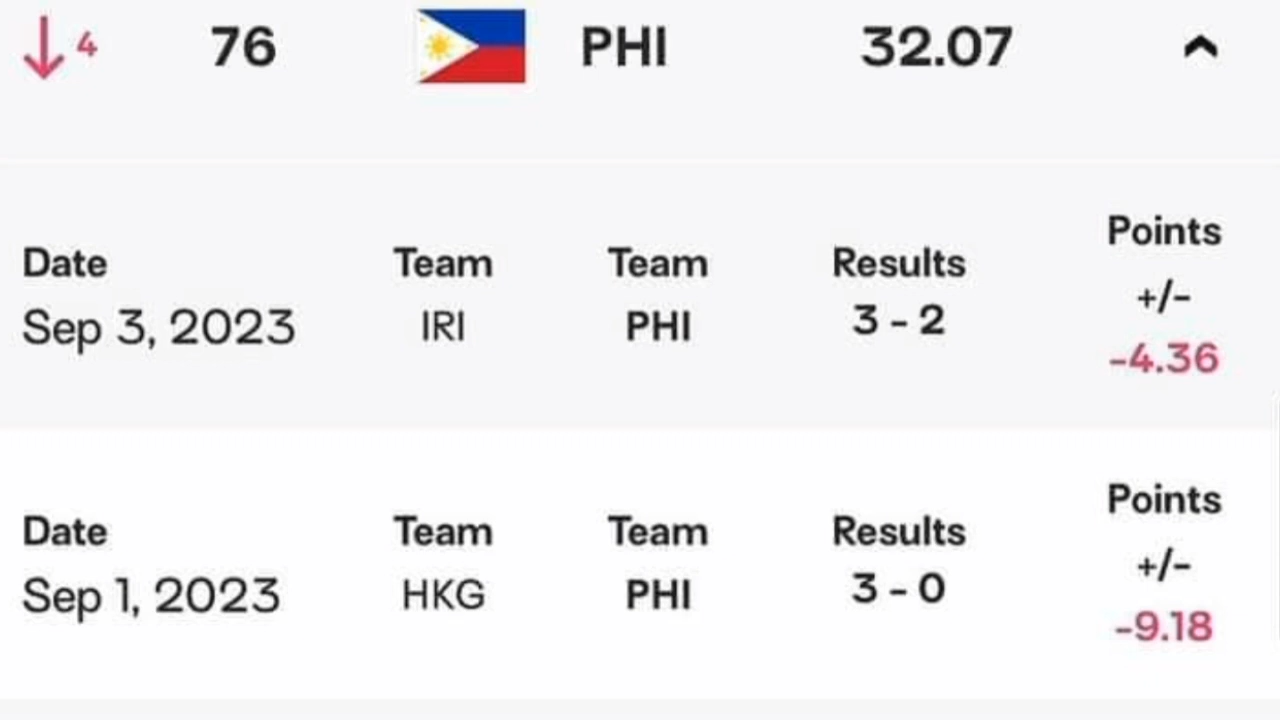 ↓4 76 PHI 32.07
Date Team Team Results Points
+/-
Sep 3, 2023 IRI PHI 3 - 2 -4.36
Date Team Team Results Points
+/-
Sep 1, 2023 HKG PHI 3 - 0 -9.18